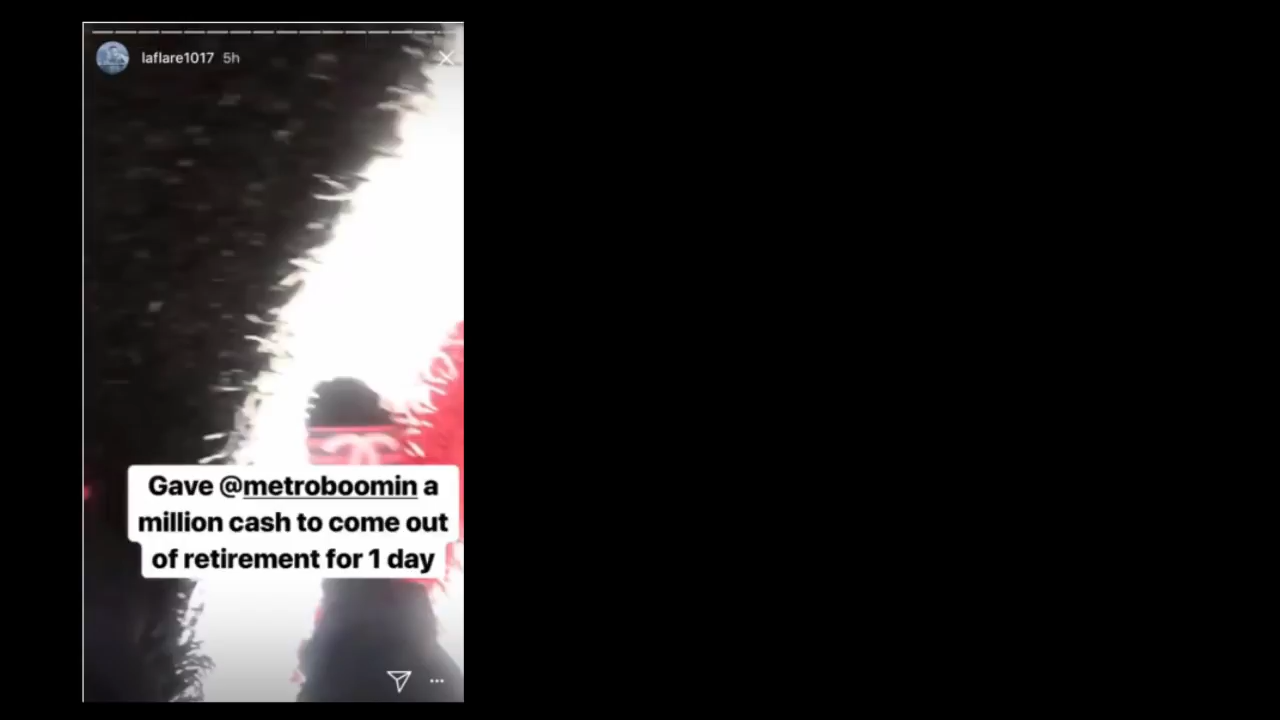 laflare1017 5h
Gave @metroboomin a
million cash to come out
of retirement for 1 day